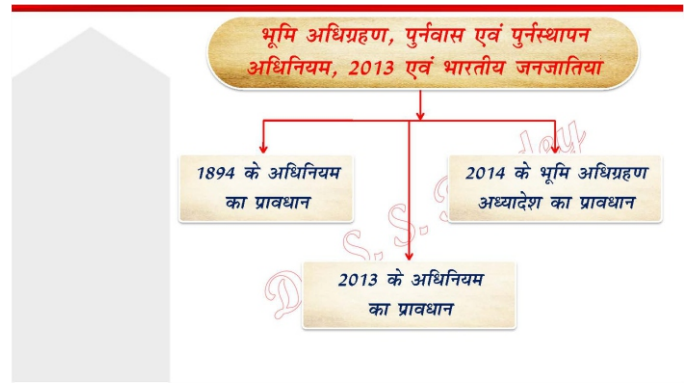 भूमि अधिग्रहण, पुर्नवास एवं पुर्नस्थापन
अधिनियम, 2013 एवं भारतीय जनजातिया
1894 के अधिनियम
का प्रावधान
2014 के भूमि अधिग्रहण
अध्यादेश का प्रावधान
2013 के अधिनियम
का प्रावधान